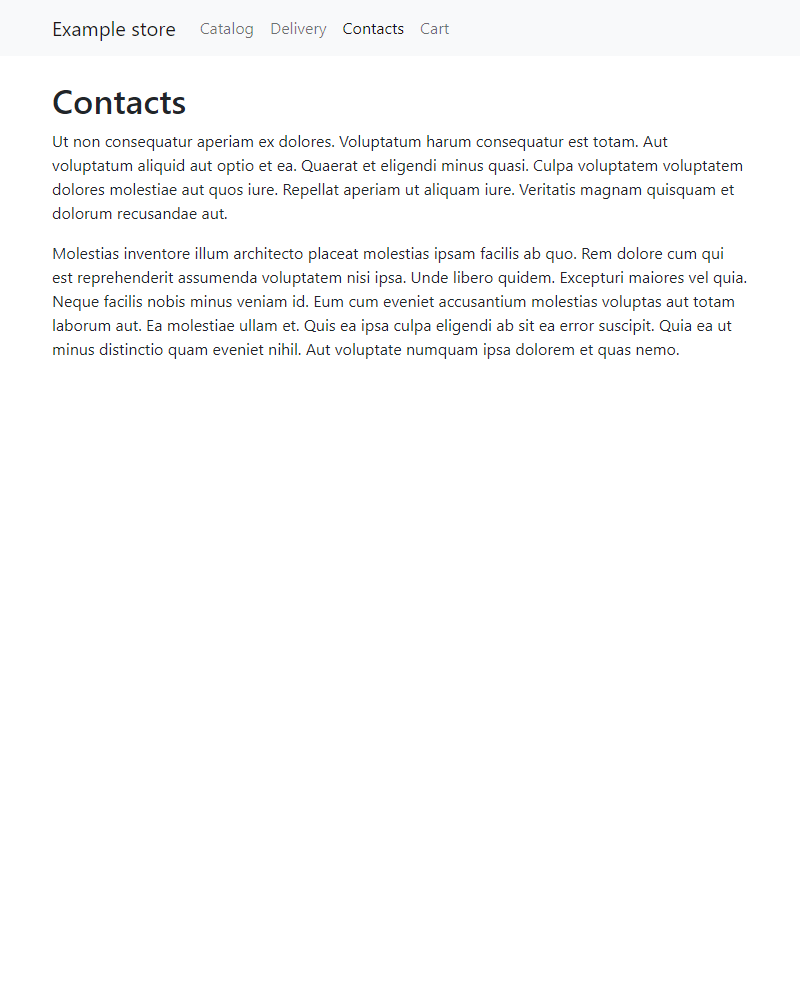 Example store Catalog Delivery Contacts Cart
Contacts
Ut non consequatur aperiam ex dolores. Voluptatum harum consequatur est totam. Aut
voluptatum aliquid aut optio et ea. Quaerat et eligendi minus quasi. Culpa voluptatem voluptatem
dolores molestiae aut quos iure. Repellat aperiam ut aliquam iure. Veritatis magnam quisquam et
dolorum recusandae aut.
Molestias inventore illum architecto placeat molestias ipsam facilis ab quo. Rem dolore cum qui
est reprehenderit assumenda voluptatem nisi ipsa. Unde libero quidem. Excepturi maiores vel quia.
Neque facilis nobis minus veniam id. Eum cum eveniet accusantium molestias voluptas aut totam
laborum aut. Ea molestiae ullam et. Quis ea ipsa culpa eligendi ab sit ea error suscipit. Quia ea ut
minus distinctio quam eveniet nihil. Aut voluptate numquam ipsa dolorem et quas nemo.